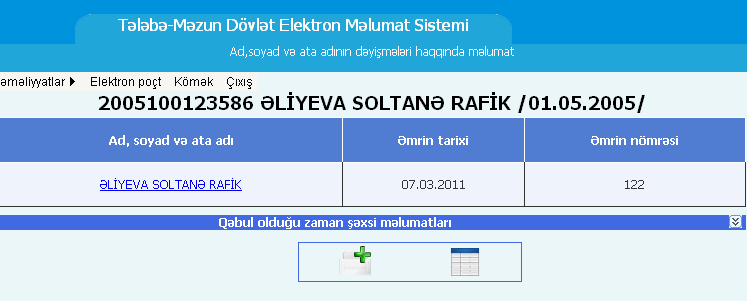 Tələbə-Məzun Dövlət Elektron Məlumat Sistemi
Ad,soyad və ata adının dəyişmələri haqqında məlumat
əməliyyatlar Elektron poçt Kömək Çıxış
2005100123586 ƏLİYEVA SOLTANƏ RAFİK /01.05.2005/
Ad, soyad və ata adı Əmrin tarixi Əmrin nömrəsi
ƏLİYEVA SOLTANƏ RAFİK 07.03.2011 122
Qəbul olduğu zaman şəxsi məlumatları